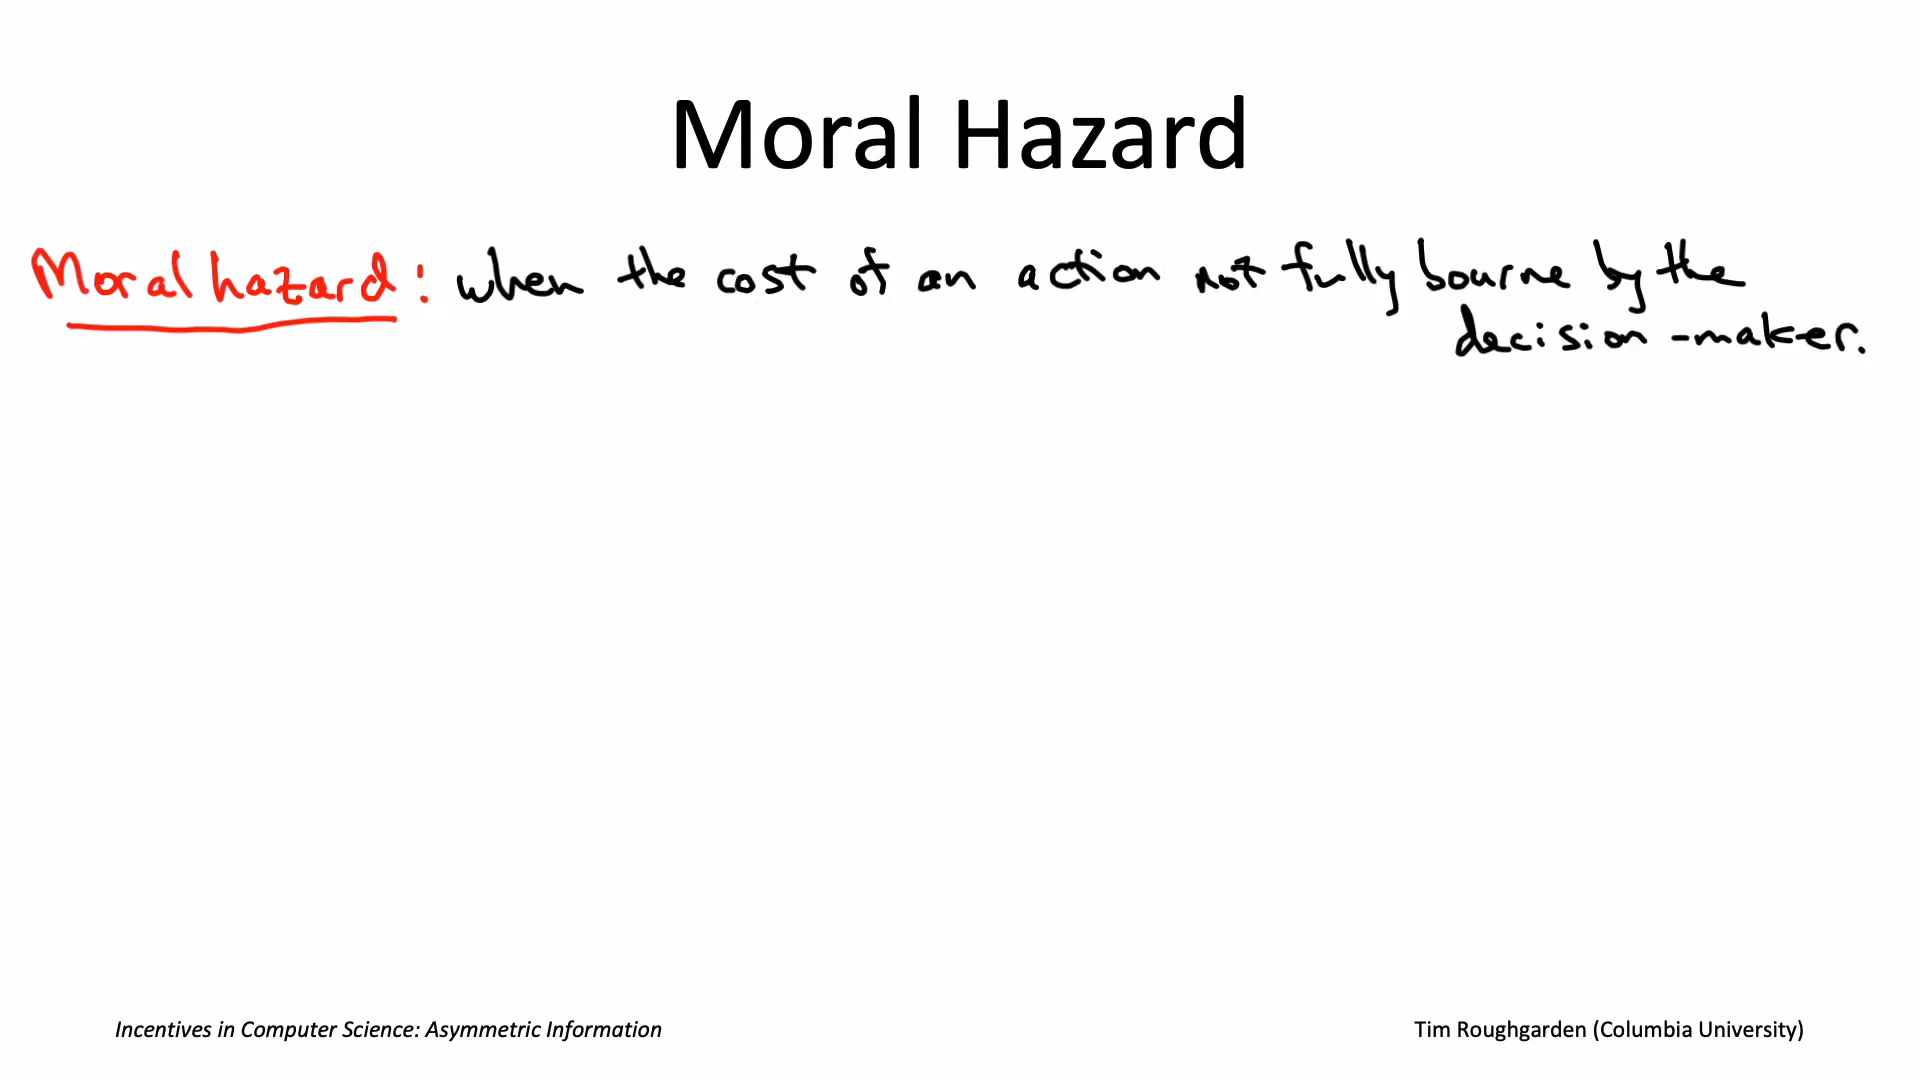 Moral Hazard
Moral hazard: when the cost of an action not fully bourne by the
decision-maker.
Incentives in Computer Science: Asymmetric Information
Tim Roughgarden (Columbia University)